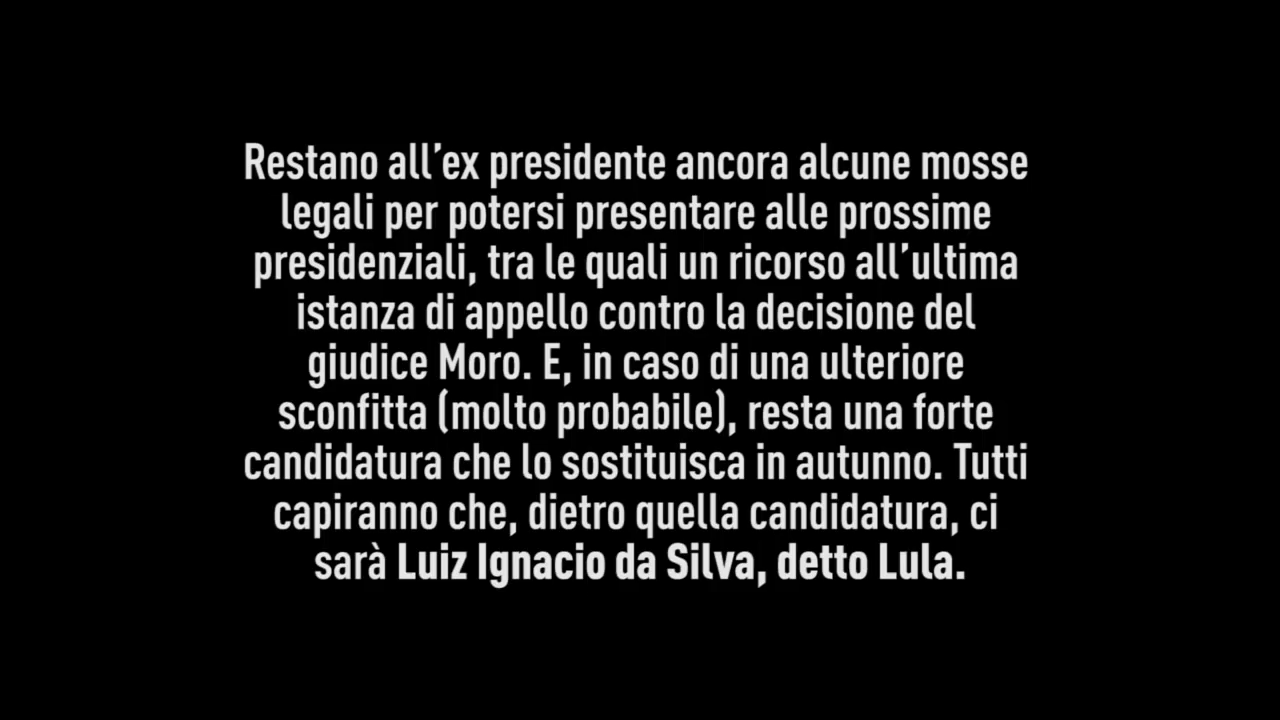 Restano all’ex presidente ancora alcune mosse
legali per potersi presentare alle prossime
presidenziali, tra le quali un ricorso all’ultima
istanza di appello contro la decisione del
giudice Moro. E, in caso di una ulteriore
sconfitta (molto probabile), resta una forte
candidatura che lo sostituisca in autunno. Tutti
capiranno che, dietro quella candidatura, ci
sarà Luiz Ignacio da Silva, detto Lula.